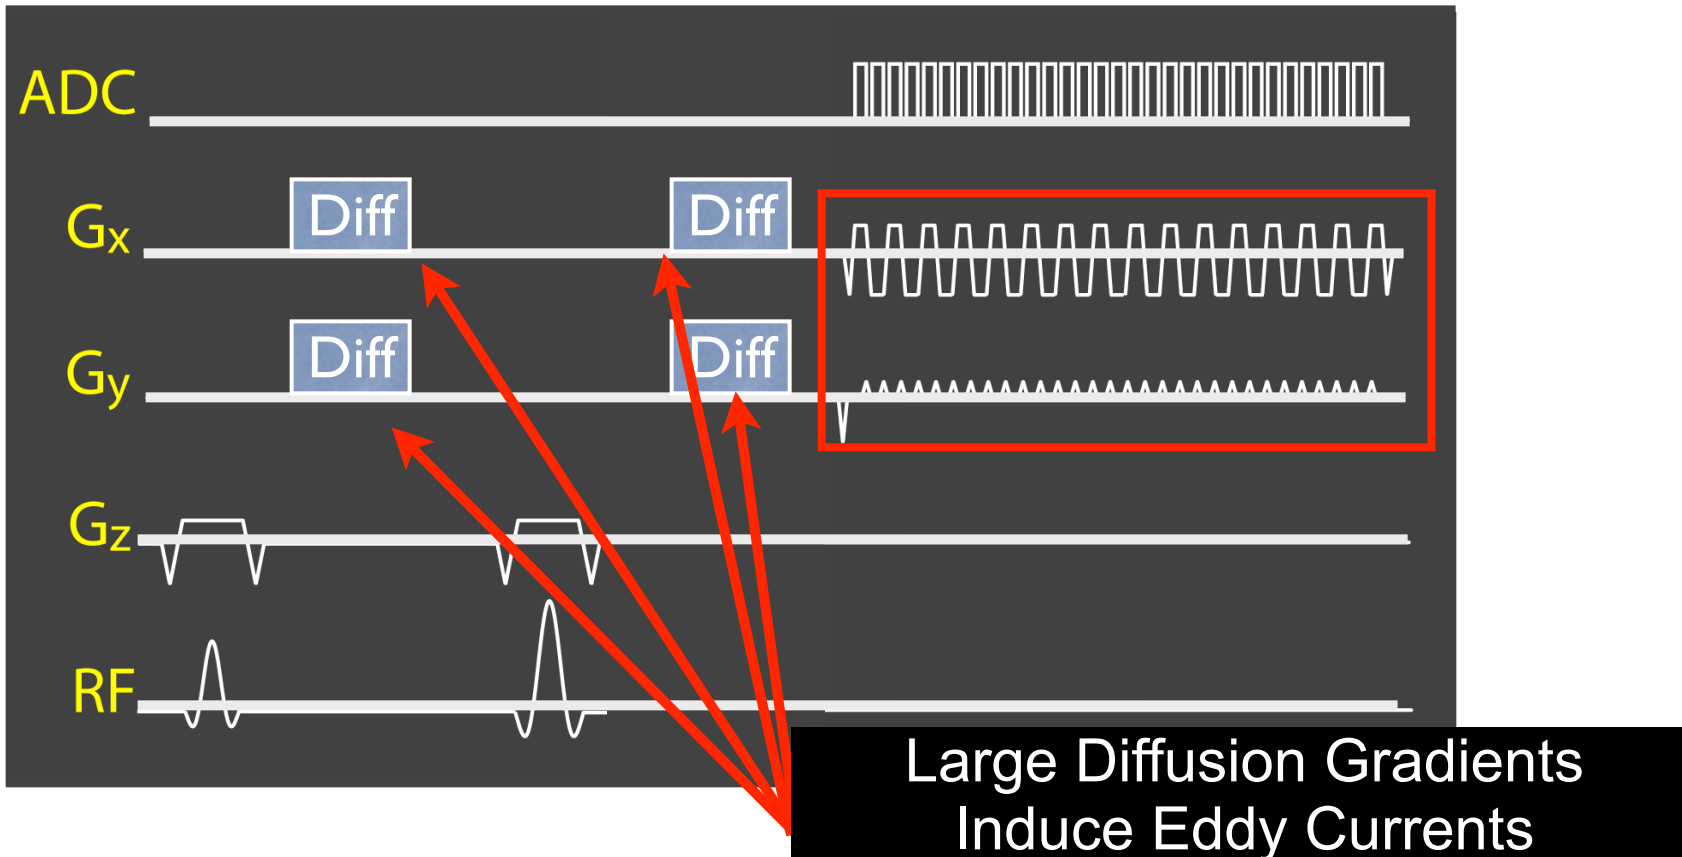 ADC
Gx
Diff
Diff
Gy
Diff
Diff
Gz
RF
Large Diffusion Gradients
Induce Eddy Currents